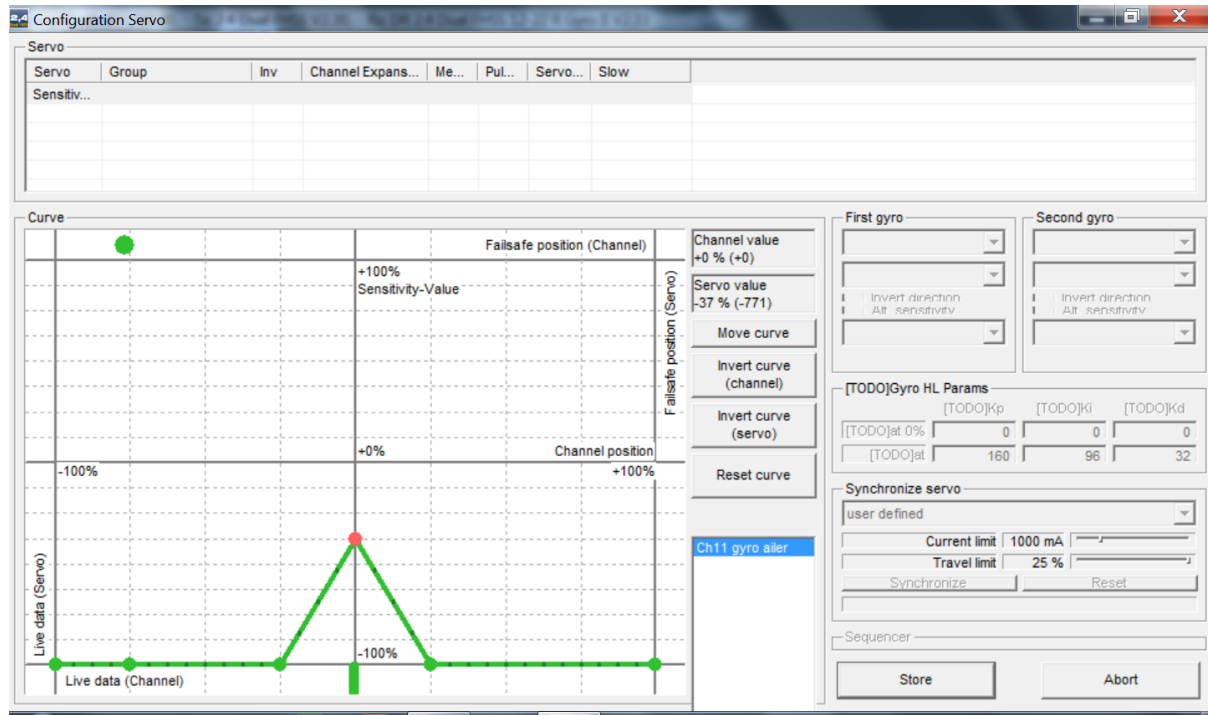 2,4 Configuration Servo
Servo
Servo Group Inv Channel Expans... Me... Pul... Servo... Slow
Sensitiv...
Curve
Failsafe position (Channel)
+100%
Sensitivity-Value
Failsafe position (Servo)
+0% Channel position
-100% +100%
Live data (Servo)
-100%
Live data (Channel)
Channel value
+0 % (+0)
Servo value
-37 % (-771)
Move curve
Invert curve
(channel)
Invert curve
(servo)
Reset curve
Ch11 gyro ailer
First gyro
Invert direction
Alt. sensitivity
Second gyro
Invert direction
Alt. sensitivity
[TODO]Gyro HL Params
[TODO]Kp [TODO]Ki [TODO]Kd
[TODO]at 0% 0 0 0
[TODO]at 160 96 32
Synchronize servo
user defined
Current limit 1000 mA
Travel limit 25 %
Synchronize Reset
Sequencer
Store Abort